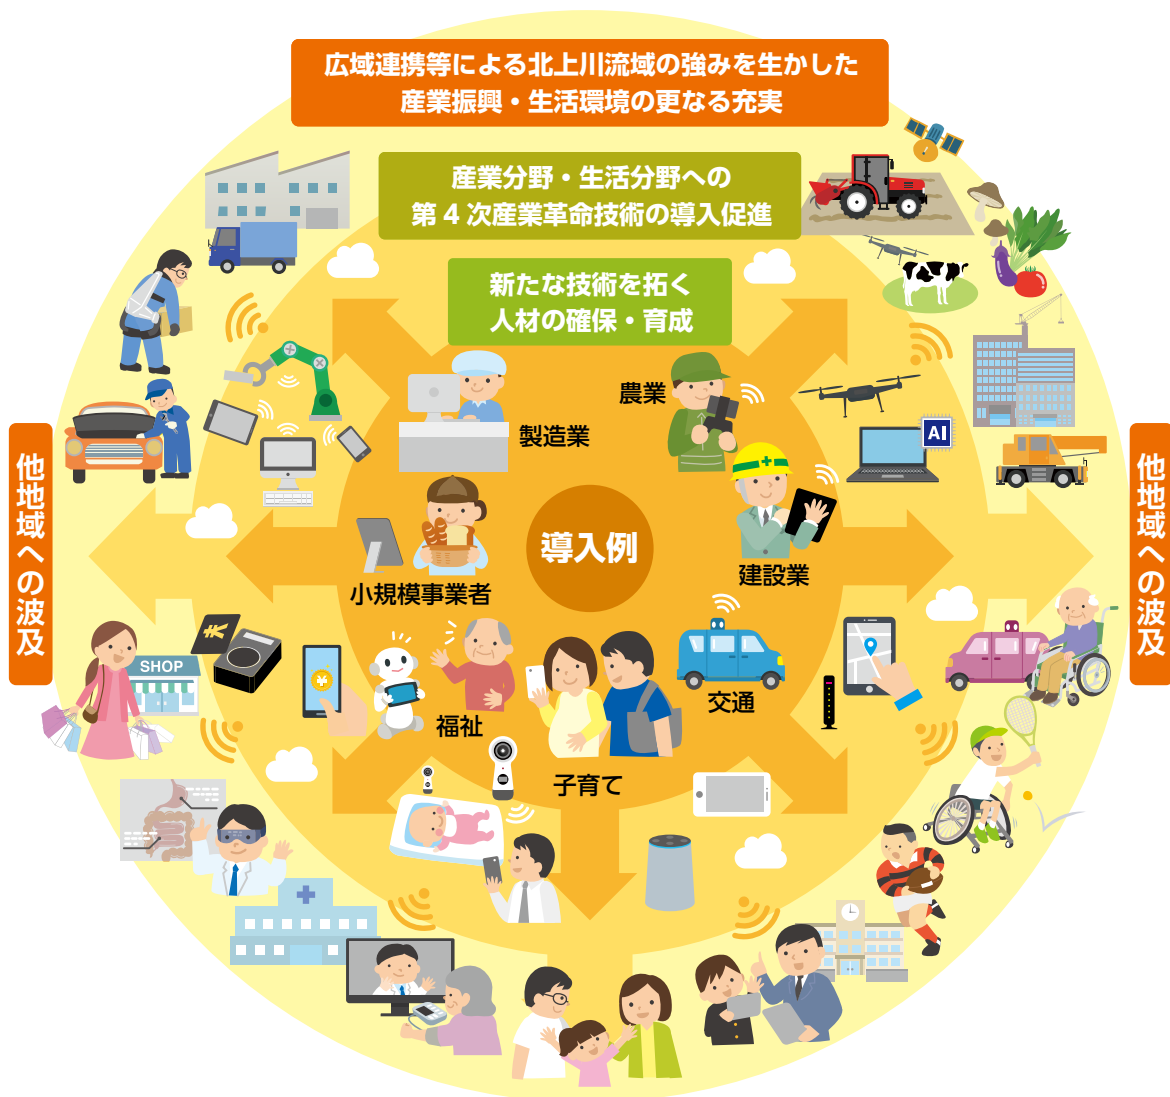 広域連携等による北上川流域の強みを生かした
産業振興・生活環境の更なる充実
産業分野・生活分野への
第4次産業革命技術の導入促進
新たな技術を拓く
人材の確保・育成
農業
製造業
AI
他地域への波及
他地域への波及
導入例
小規模事業者
建設業
SHOP
¥
¥
福祉
交通
子育て